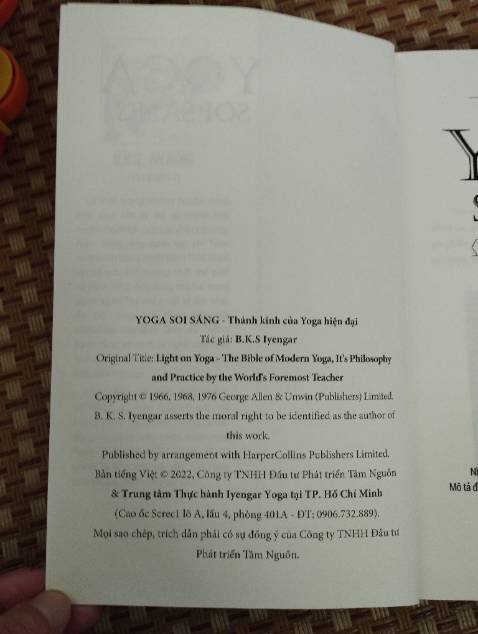 YOGA SOI SÁNG - Thánh kinh của Yoga hiện đại
Tác giả: B.K.S Iyengar
Original Title: Light on Yoga - The Bible of Modern Yoga, It's Philosophy
and Practice by the World's Foremost Teacher
Copyright © 1966, 1968, 1976 George Allen & Unwin (Publishers) Limited.
B. K. S. Iyengar asserts the moral right to be identified as the author of
this work.
Published by arrangement with HarperCollins Publishers Limited.
Bản tiếng Việt © 2022, Công ty TNHH Đầu tư Phát triển Tâm Nguồn
& Trung tâm Thực hành Iyengar Yoga tại TP. Hồ Chí Minh
(Cao ốc Screc1 lô A, lầu 4, phòng 401A - ĐT: 0906.732.889).
Mọi sao chép, trích dẫn phải có sự đồng ý của Công ty TNHH Đầu tư
Phát triển Tâm Nguồn.
Mô tả